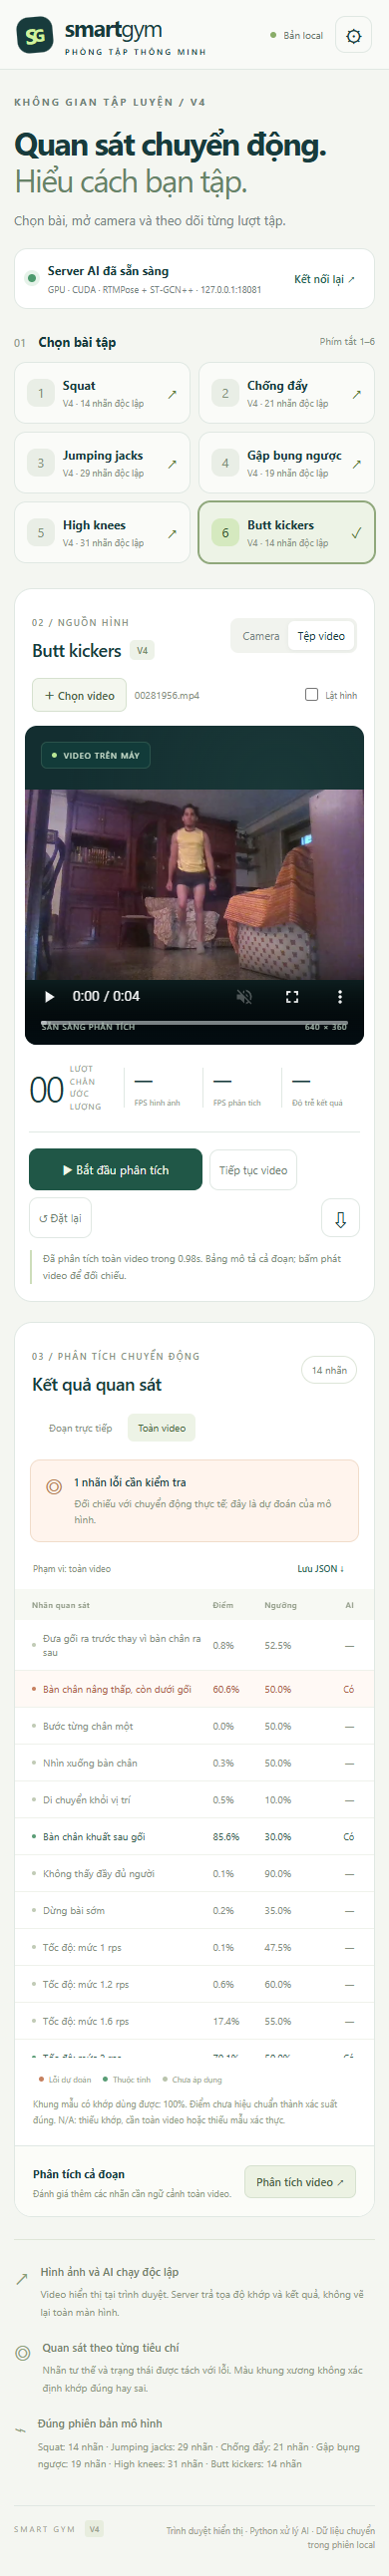 SG smartgym
PHÒNG TẬP THÔNG MINH
Bản local
KHÔNG GIAN TẬP LUYỆN / V4
Quan sát chuyển động.
Hiểu cách bạn tập.
Chọn bài, mở camera và theo dõi từng lượt tập.
Server AI đã sẵn sàng
GPU · CUDA · RTMPose + ST-GCN++ · 127.0.0.1:18081
Kết nối lại ↗
01 Chọn bài tập
Phím tắt 1–6
1 Squat ↗
V4 · 14 nhãn độc lập
2 Chống đẩy ↗
V4 · 21 nhãn độc lập
3 Jumping jacks ↗
V4 · 29 nhãn độc lập
4 Gập bụng ngược ↗
V4 · 19 nhãn độc lập
5 High knees ↗
V4 · 31 nhãn độc lập
6 Butt kickers ✓
V4 · 14 nhãn độc lập
02 / NGUỒN HÌNH
Butt kickers V4
Camera Tệp video
+ Chọn video 00281956.mp4
Lật hình
VIDEO TRÊN MÁY
0:00 / 0:04
SẴN SÀNG PHÂN TÍCH
640 × 360
00
LƯỢT
CHÂN
ƯỚC
LƯỢNG
—
FPS hình ảnh
—
FPS phân tích
—
Độ trễ kết quả
▶ Bắt đầu phân tích
Tiếp tục video
↺ Đặt lại
⇩
Đã phân tích toàn video trong 0.98s. Bảng mô tả cả đoạn; bấm phát
video để đối chiếu.
03 / PHÂN TÍCH CHUYỂN ĐỘNG
Kết quả quan sát
14 nhãn
Đoạn trực tiếp Toàn video
1 nhãn lỗi cần kiểm tra
Đối chiếu với chuyển động thực tế; đây là dự đoán của mô
hình.
Phạm vi: toàn video
Lưu JSON ↓
Nhãn quan sát Điểm Ngưỡng AI
Đưa gối ra trước thay vì bàn chân ra
sau
0.8% 52.5% —
Bàn chân nâng thấp, còn dưới gối 60.6% 50.0% Có
Bước từng chân một 0.0% 50.0% —
Nhìn xuống bàn chân 0.3% 50.0% —
Di chuyển khỏi vị trí 0.5% 10.0% —
Bàn chân khuất sau gối 85.6% 30.0% Có
Không thấy đầy đủ người 0.1% 90.0% —
Dừng bài sớm 0.2% 35.0% —
Tốc độ: mức 1 rps 0.1% 47.5% —
Tốc độ: mức 1.2 rps 0.6% 60.0% —
Tốc độ: mức 1.6 rps 17.4% 55.0% —
Tốc độ: mức 2 rps 50.0% Có
Lỗi dự đoán Thuộc tính Chưa áp dụng
Khung mẫu có khớp dùng được: 100%. Điểm chưa hiệu chuẩn thành xác suất
đúng. N/A: thiếu khớp, cần toàn video hoặc thiếu mẫu xác thực.
Phân tích cả đoạn
Đánh giá thêm các nhãn cần ngữ cảnh toàn video.
Phân tích video ↗
↗ Hình ảnh và AI chạy độc lập
Video hiển thị tại trình duyệt. Server trả tọa độ khớp và kết quả, không vẽ
lại toàn màn hình.
Quan sát theo từng tiêu chí
Nhãn tư thế và trạng thái được tách với lỗi. Màu khung xương không xác
định khớp đúng hay sai.
Đúng phiên bản mô hình
Squat: 14 nhãn · Jumping jacks: 29 nhãn · Chống đẩy: 21 nhãn · Gập bụng
ngược: 19 nhãn · High knees: 31 nhãn · Butt kickers: 14 nhãn
SMART GYM V4
Trình duyệt hiển thị · Python xử lý AI · Dữ liệu chuyển
trong phiên local